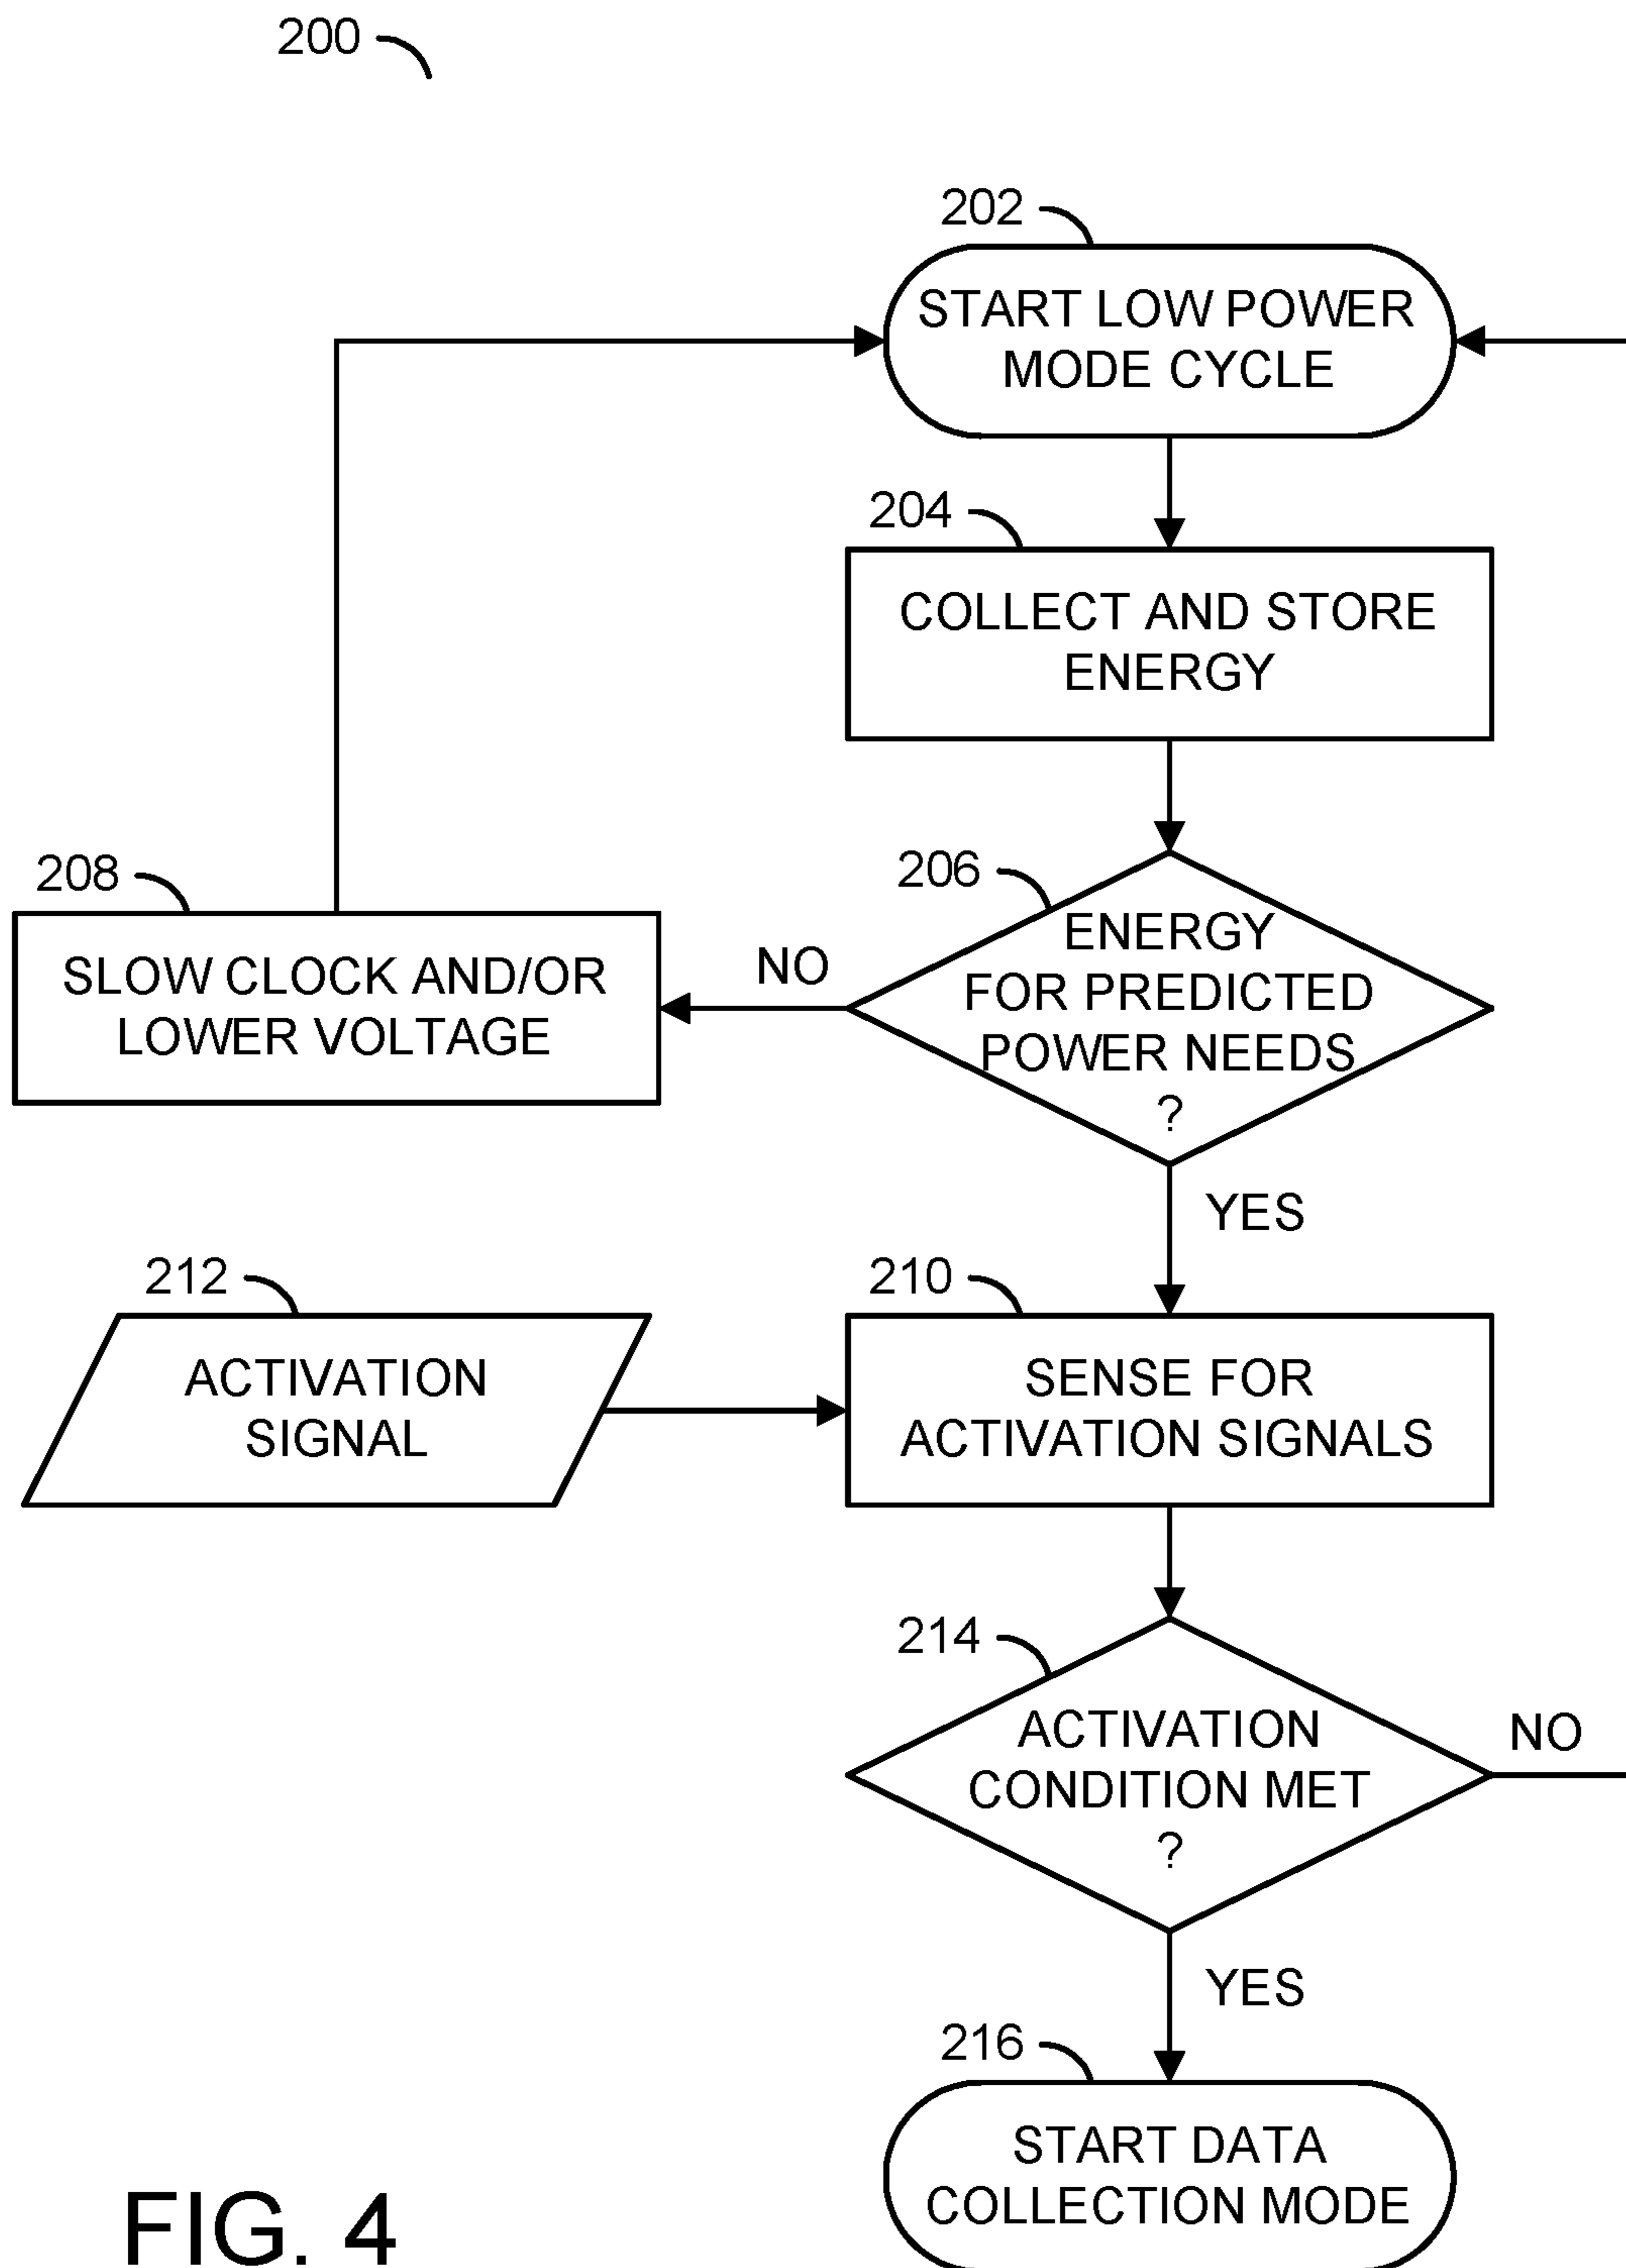 200
202
START LOW POWER
MODE CYCLE
204
COLLECT AND STORE
ENERGY
206
ENERGY
FOR PREDICTED
POWER NEEDS
?
NO
208
SLOW CLOCK AND/OR
LOWER VOLTAGE
YES
212
ACTIVATION
SIGNAL
210
SENSE FOR
ACTIVATION SIGNALS
214
ACTIVATION
CONDITION MET
?
NO
YES
216
START DATA
COLLECTION MODE
FIG. 4